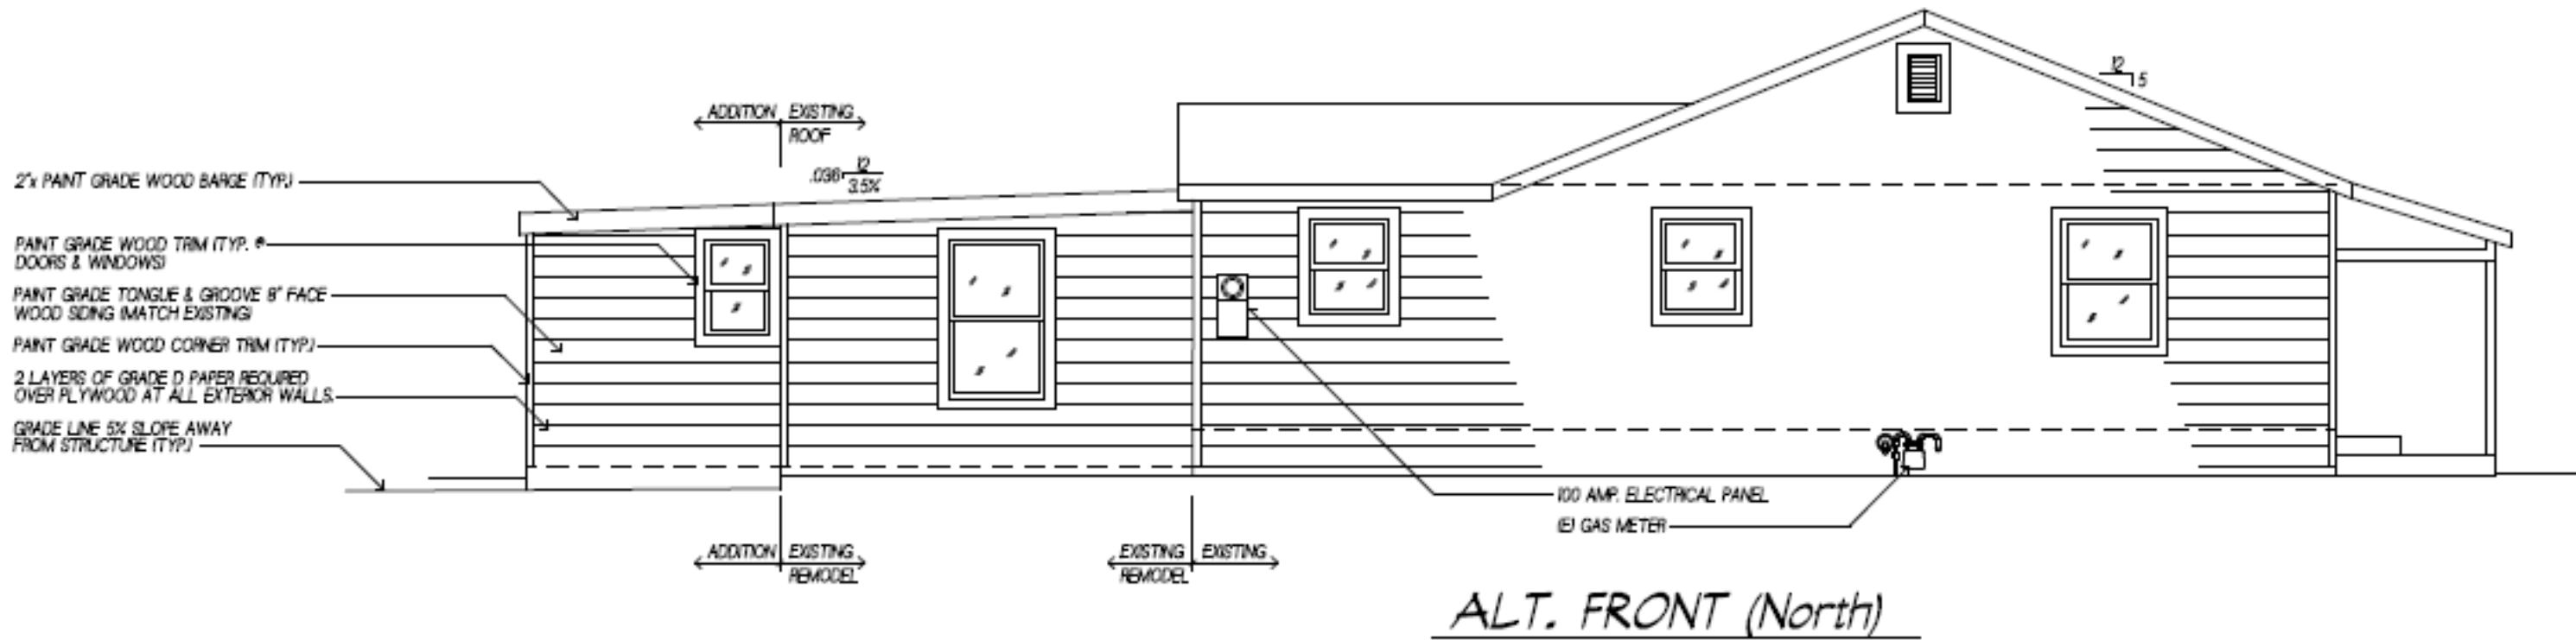 ADDITION EXISTING
ROOF
12
5
.036 12
3.5%
2"x PAINT GRADE WOOD BARGE (TYP.)
PAINT GRADE WOOD TRIM (TYP. @
DOORS & WINDOWS)
PAINT GRADE TONGUE & GROOVE 8" FACE
WOOD SIDING (MATCH EXISTING)
PAINT GRADE WOOD CORNER TRIM (TYP.)
2 LAYERS OF GRADE D PAPER REQUIRED
OVER PLYWOOD AT ALL EXTERIOR WALLS.
GRADE LINE 5% SLOPE AWAY
FROM STRUCTURE (TYP.)
100 AMP. ELECTRICAL PANEL
(E) GAS METER
ADDITION EXISTING
REMODEL
EXISTING EXISTING
REMODEL
ALT. FRONT (North)